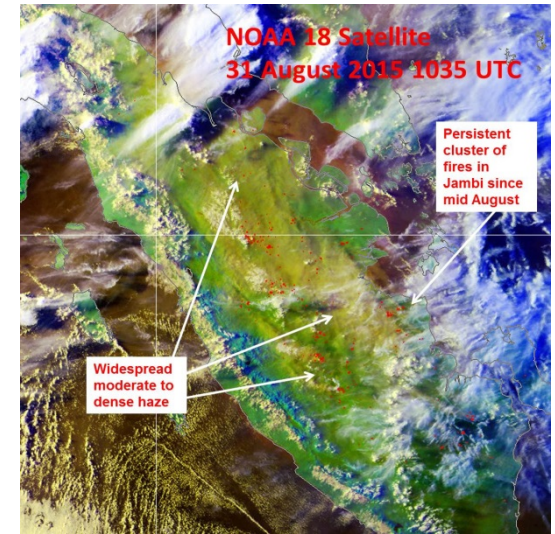 NOAA 18 Satellite
31 August 2015 1035 UTC
Persistent
cluster of
fires in
Jambi since
mid August
Widespread
moderate to
dense haze